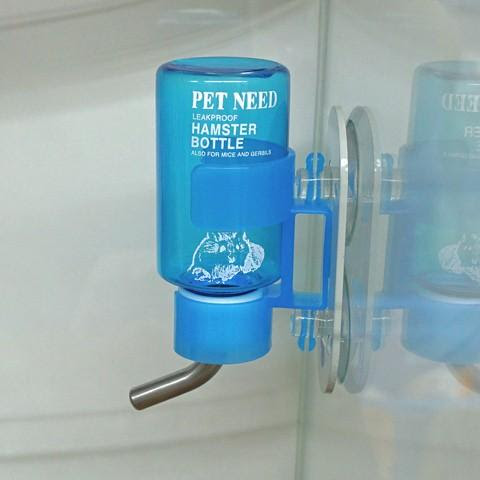 PET NEED
LEAKPROOF
HAMSTER
BOTTLE
ALSO FOR MICE AND GERBILS